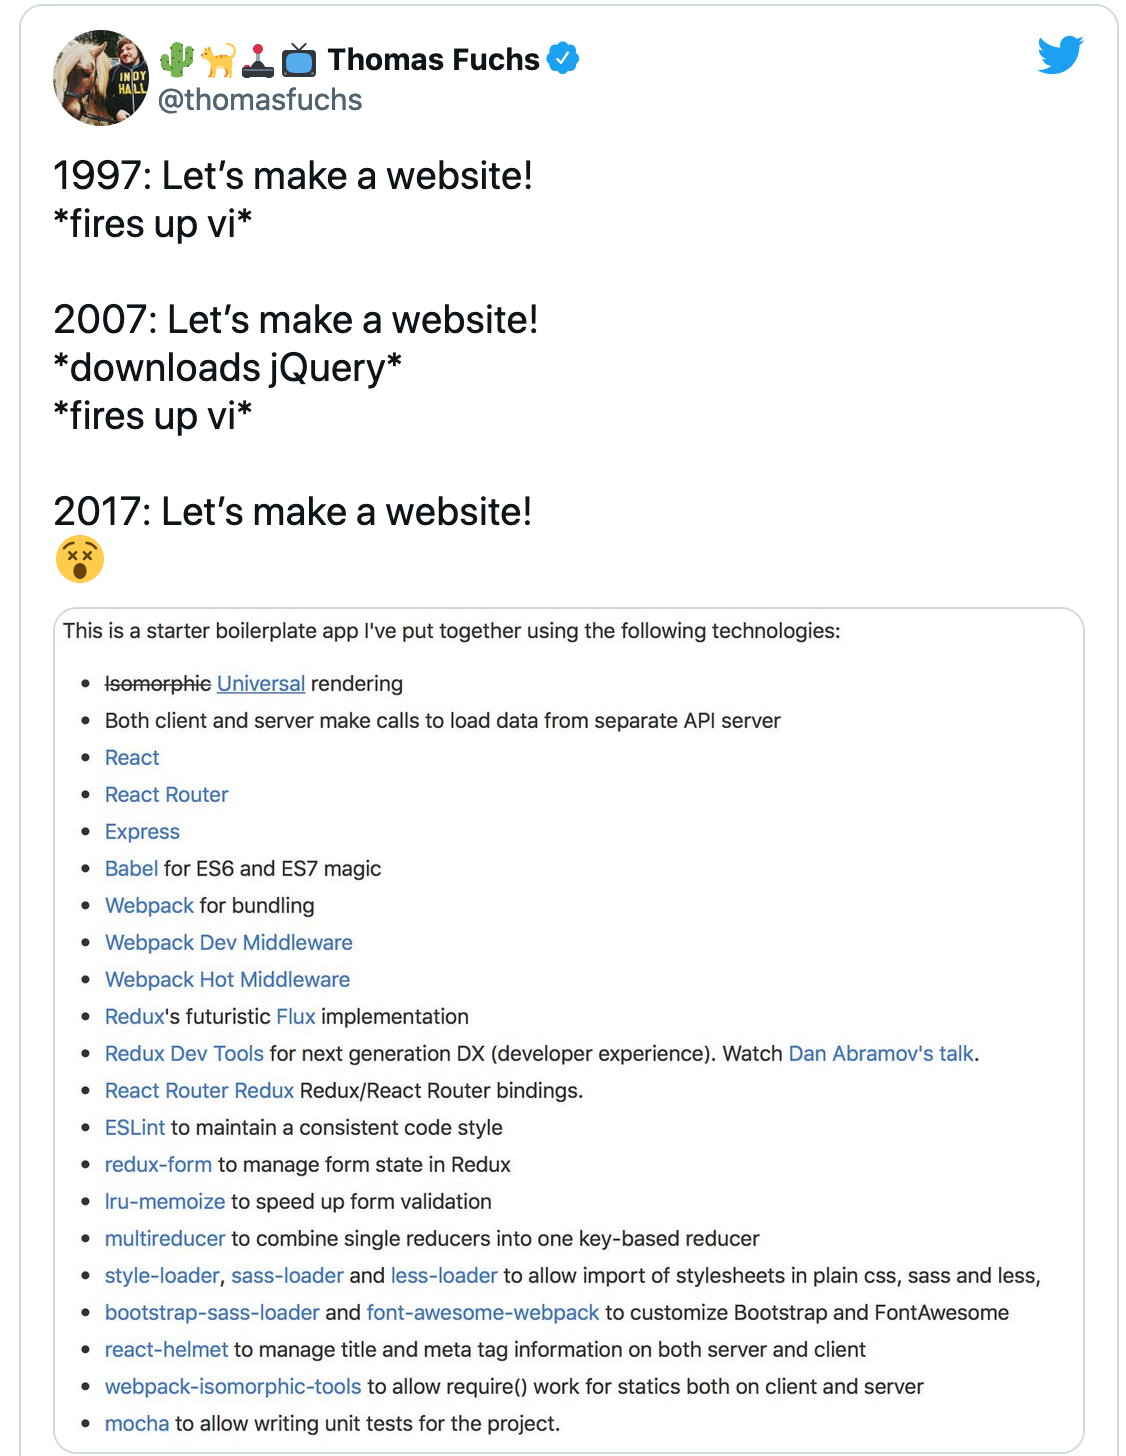 🌵🐈🕹️📺 Thomas Fuchs
@thomasfuchs
1997: Let’s make a website!
*fires up vi*
2007: Let’s make a website!
*downloads jQuery*
*fires up vi*
2017: Let’s make a website!
😵
This is a starter boilerplate app I've put together using the following technologies:
• Isomorphic Universal rendering
• Both client and server make calls to load data from separate API server
• React
• React Router
• Express
• Babel for ES6 and ES7 magic
• Webpack for bundling
• Webpack Dev Middleware
• Webpack Hot Middleware
• Redux's futuristic Flux implementation
• Redux Dev Tools for next generation DX (developer experience). Watch Dan Abramov's talk.
• React Router Redux Redux/React Router bindings.
• ESLint to maintain a consistent code style
• redux-form to manage form state in Redux
• lru-memoize to speed up form validation
• multireducer to combine single reducers into one key-based reducer
• style-loader, sass-loader and less-loader to allow import of stylesheets in plain css, sass and less,
• bootstrap-sass-loader and font-awesome-webpack to customize Bootstrap and FontAwesome
• react-helmet to manage title and meta tag information on both server and client
• webpack-isomorphic-tools to allow require() work for statics both on client and server
• mocha to allow writing unit tests for the project.